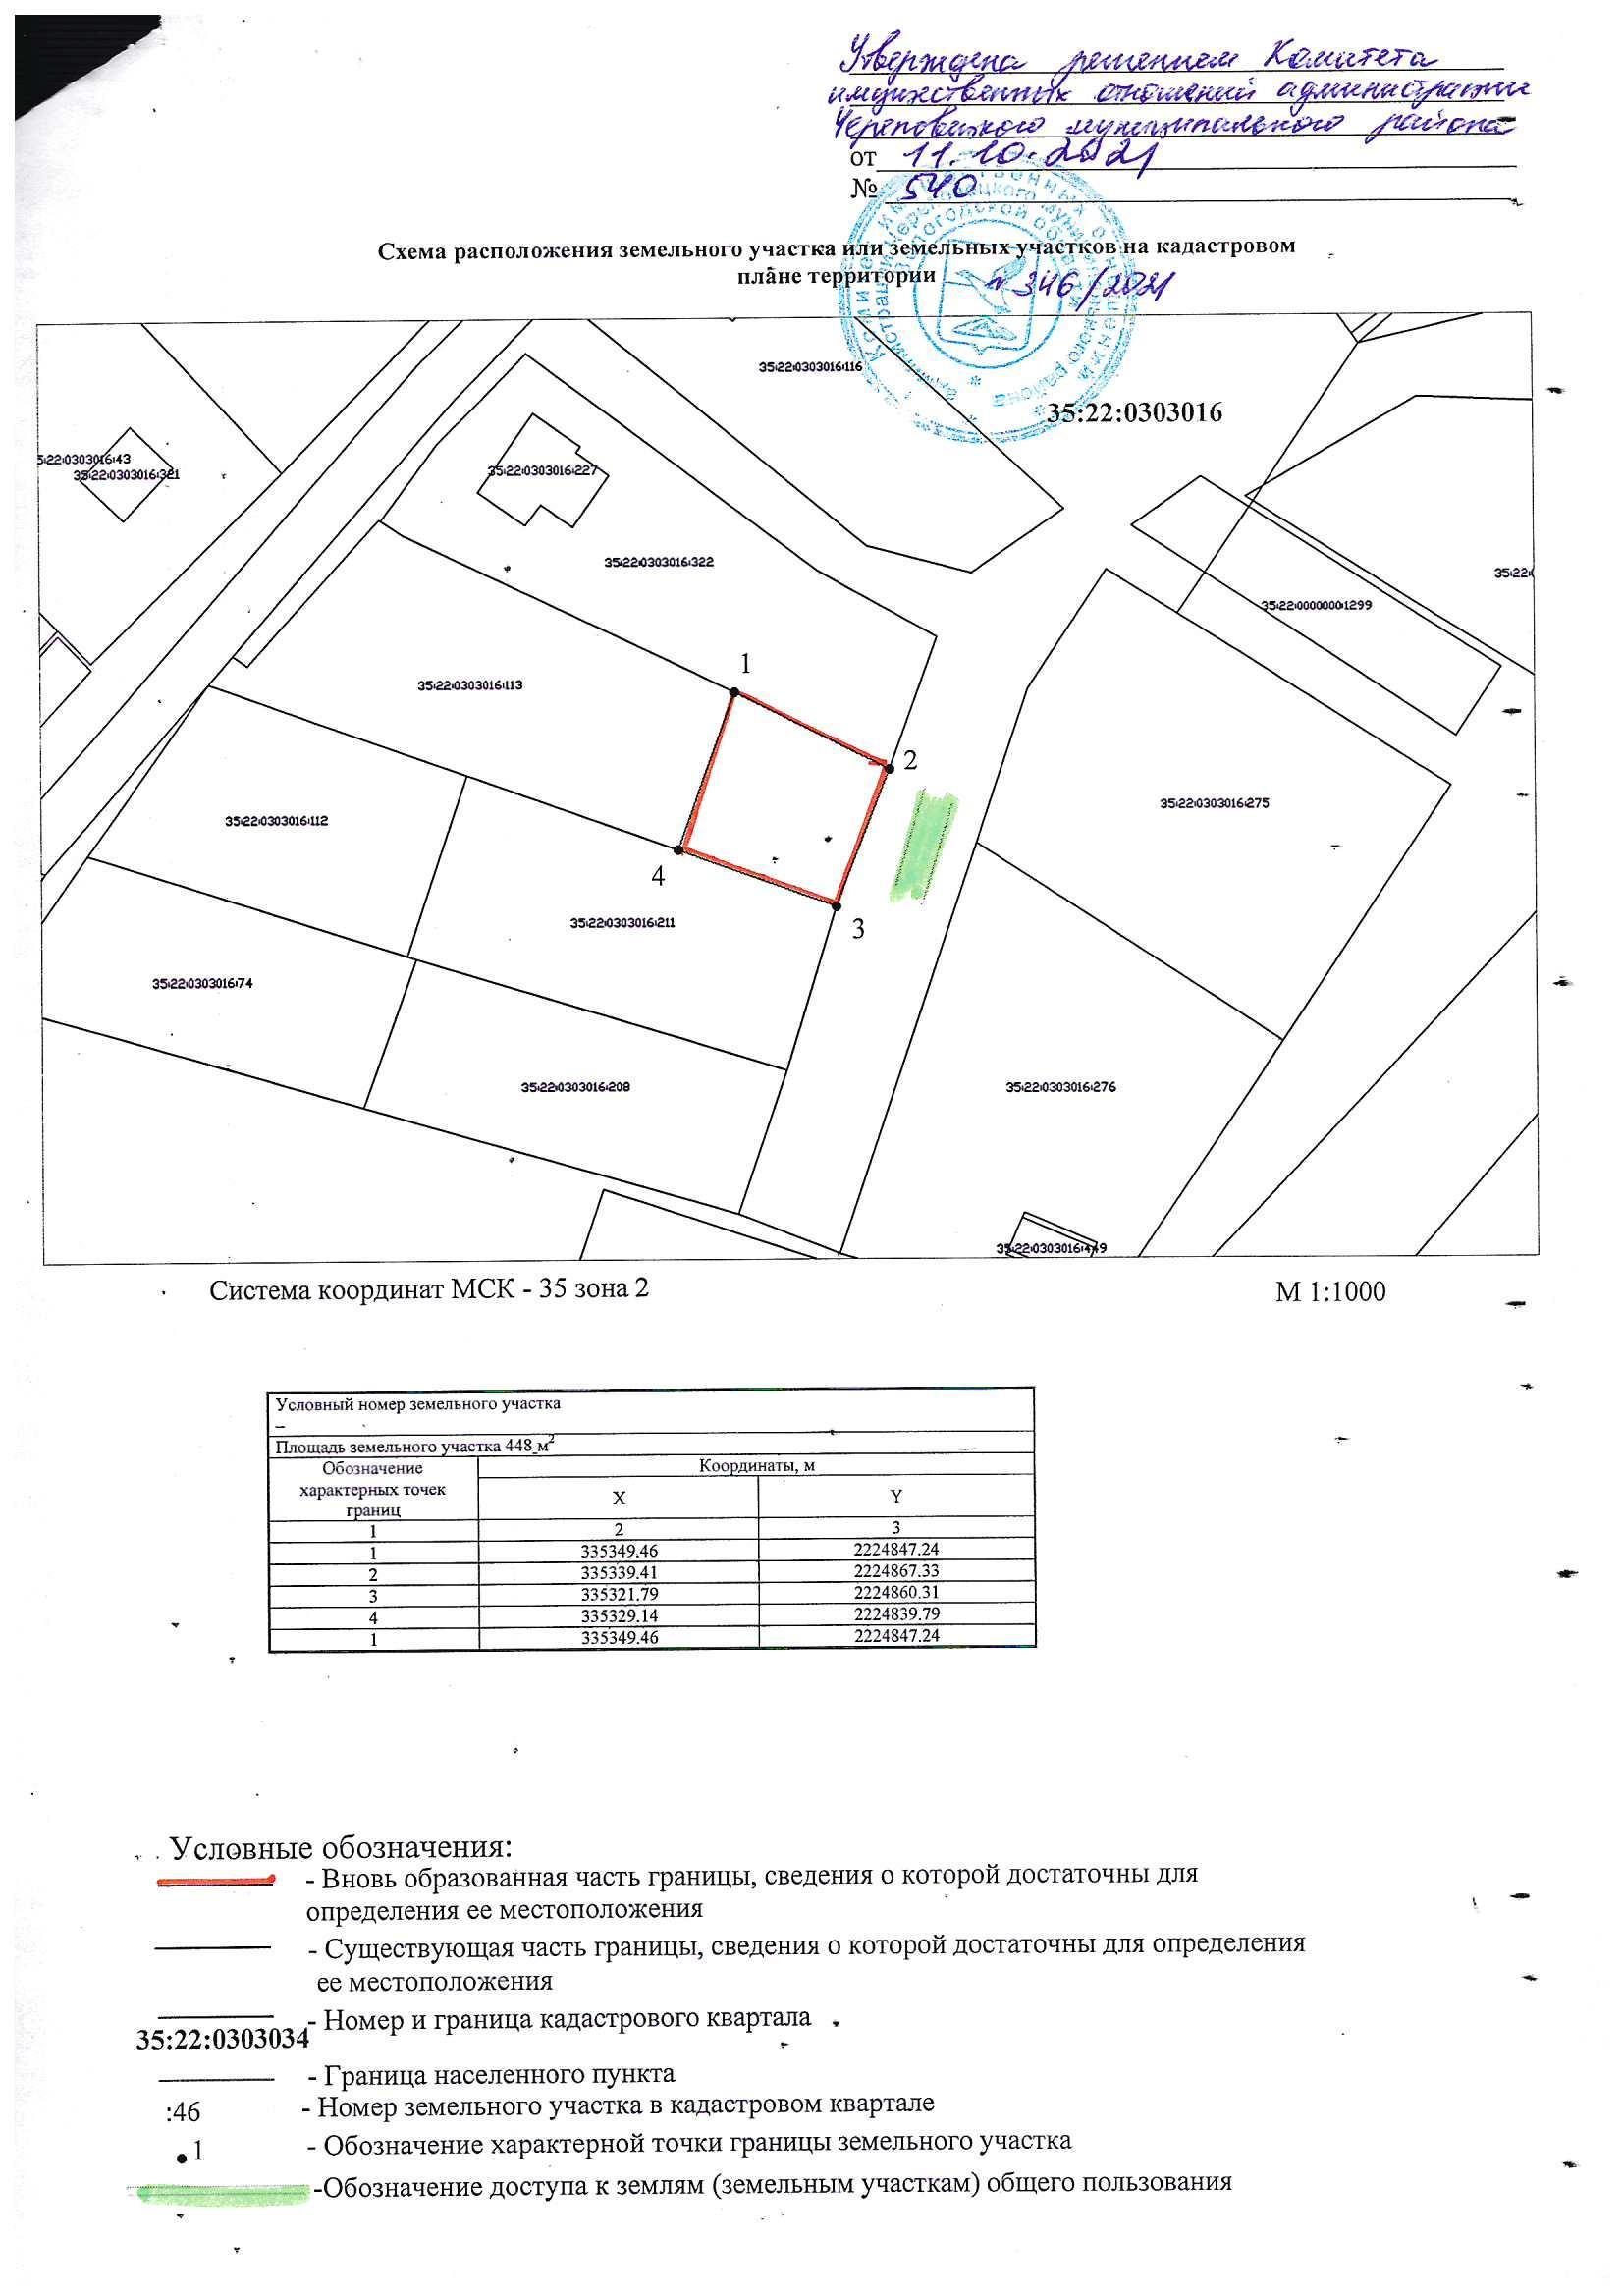 Утверждена решением Комитета
имущественных отношений администрации
Череповецкого муниципального района
от 11.10.2021
№ 540
Схема расположения земельного участка или земельных участков на кадастровом
плане территории № 346/2021
35:22:0303016:116
35:22:0303016
35:22:0303016:43
35:22:0303016:321
35:22:0303016:227
35:22:0303016:322
35:22:
35:22:0000000:1299
1
35:22:0303016:113
2
35:22:0303016:275
35:22:0303016:112
4
35:22:0303016:211
3
35:22:0303016:74
35:22:0303016:208
35:22:0303016:276
35:22:0303016:449
Система координат МСК - 35 зона 2
М 1:1000
Условный номер земельного участка
–
Площадь земельного участка 448 м2
Обозначение характерных точек границ
Координаты, м
X Y
1 2 3
1 335349.46 2224847.24
2 335339.41 2224867.33
3 335321.79 2224860.31
4 335329.14 2224839.79
1 335349.46 2224847.24
Условные обозначения:
- Вновь образованная часть границы, сведения о которой достаточны для
определения ее местоположения
- Существующая часть границы, сведения о которой достаточны для определения
ее местоположения
- Номер и граница кадастрового квартала
35:22:0303034
- Граница населенного пункта
:46 - Номер земельного участка в кадастровом квартале
1 - Обозначение характерной точки границы земельного участка
-Обозначение доступа к землям (земельным участкам) общего пользования